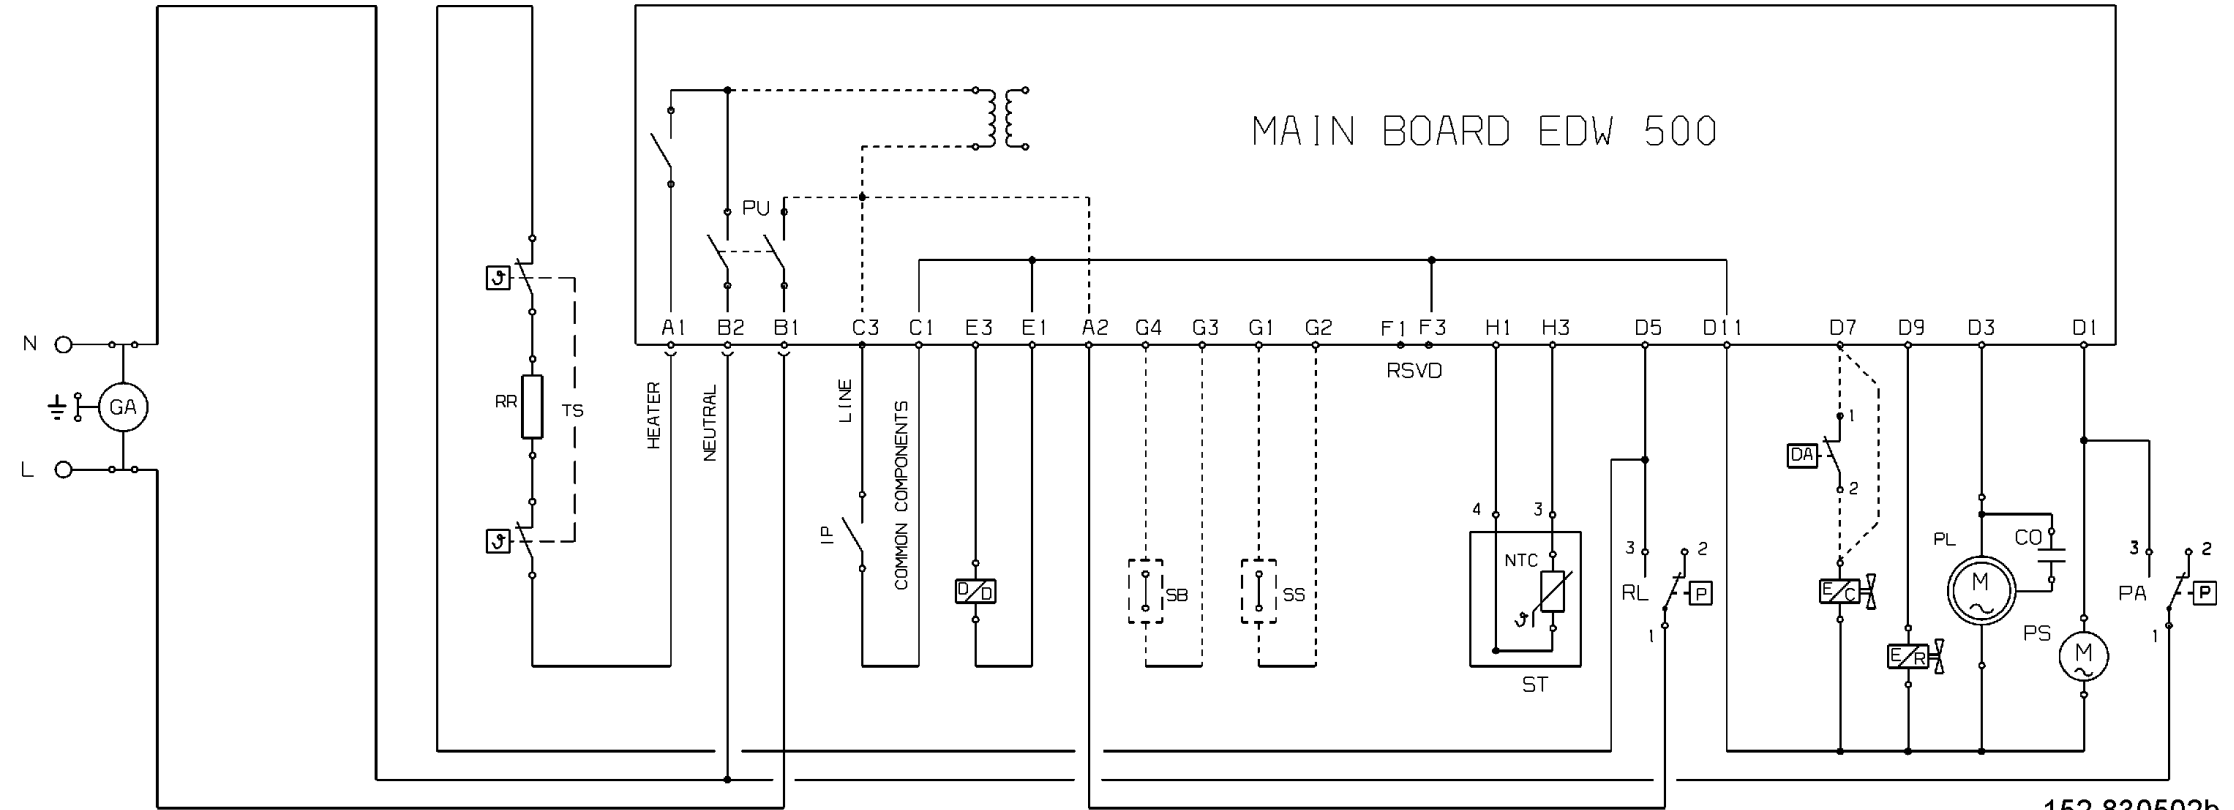 MAIN BOARD EDW 500
PU
A1 B2 B1 C3 C1 E3 E1 A2 G4 G3 G1 G2 F1 F3 H1 H3 D5 D11 D7 D9 D3 D1
RSVD
N
GA
L
ϑ
RR
TS
ϑ
HEATER
NEUTRAL
LINE
COMMON COMPONENTS
IP
D D
SB
SS
4 3
NTC
ϑ
ST
3 2
RL P
1
1
DA
2
E C
E R
PL CO
M
PS
M
3 2
PA P
1